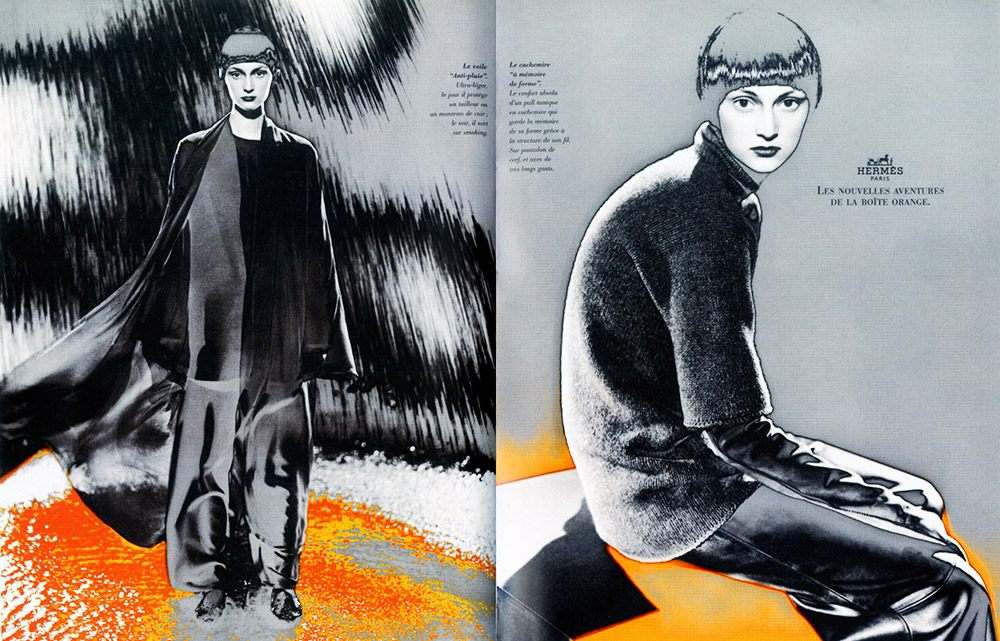 Le voile
"Anti-pluie".
Ultra-léger,
le jour il protège
un tailleur ou
un manteau de cuir ;
le soir, il sort
sur smoking.
Le cachemire
"à mémoire
de forme".
Le confort absolu
d'un pull tunique
en cachemire qui
garde la mémoire
de sa forme grâce à
la structure de son fil.
Sur pantalon de
cerf, et avec de
très longs gants.
HERMÈS
PARIS
LES NOUVELLES AVENTURES
DE LA BOÎTE ORANGE.